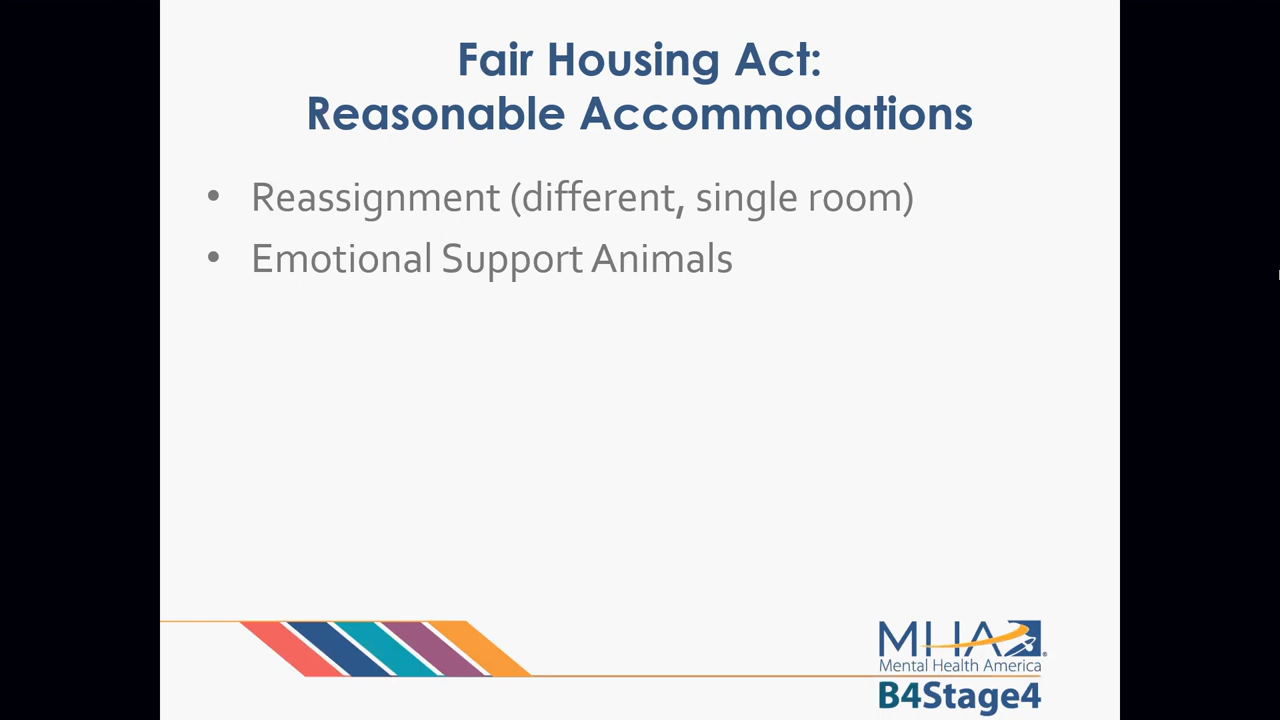 Fair Housing Act:
Reasonable Accommodations
• Reassignment (different, single room)
• Emotional Support Animals
MHA®
Mental Health America
B4Stage4